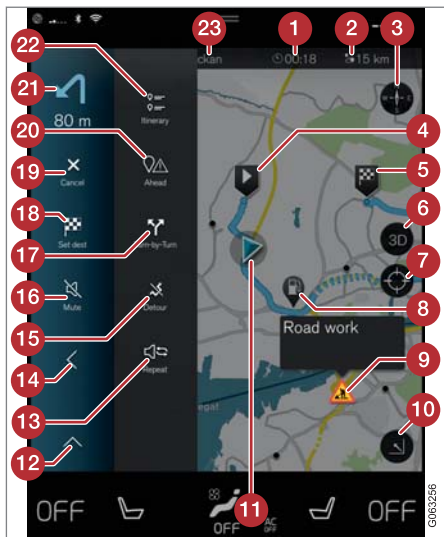 23
1
2
3
22
ckan
00:18
15 km
21
Itinerary
80 m
20
4
5
19
Cancel
Ahead
18
6
3D
Set dest
17
-by-Turn
7
16
Mute
15
Detour
8
Road work
14
13
Repeat
9
egat
12
10
11
OFF
OFF
AC
OFF
OFF
G063256